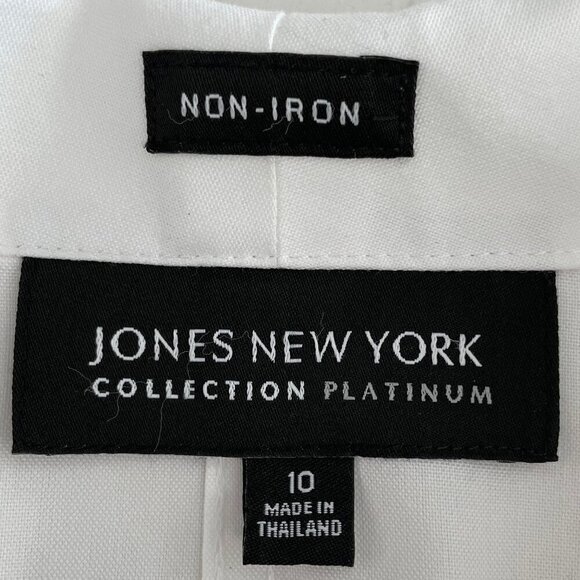 NON-IRON
JONES NEW YORK
COLLECTION PLATINUM
10
MADE IN
THAILAND